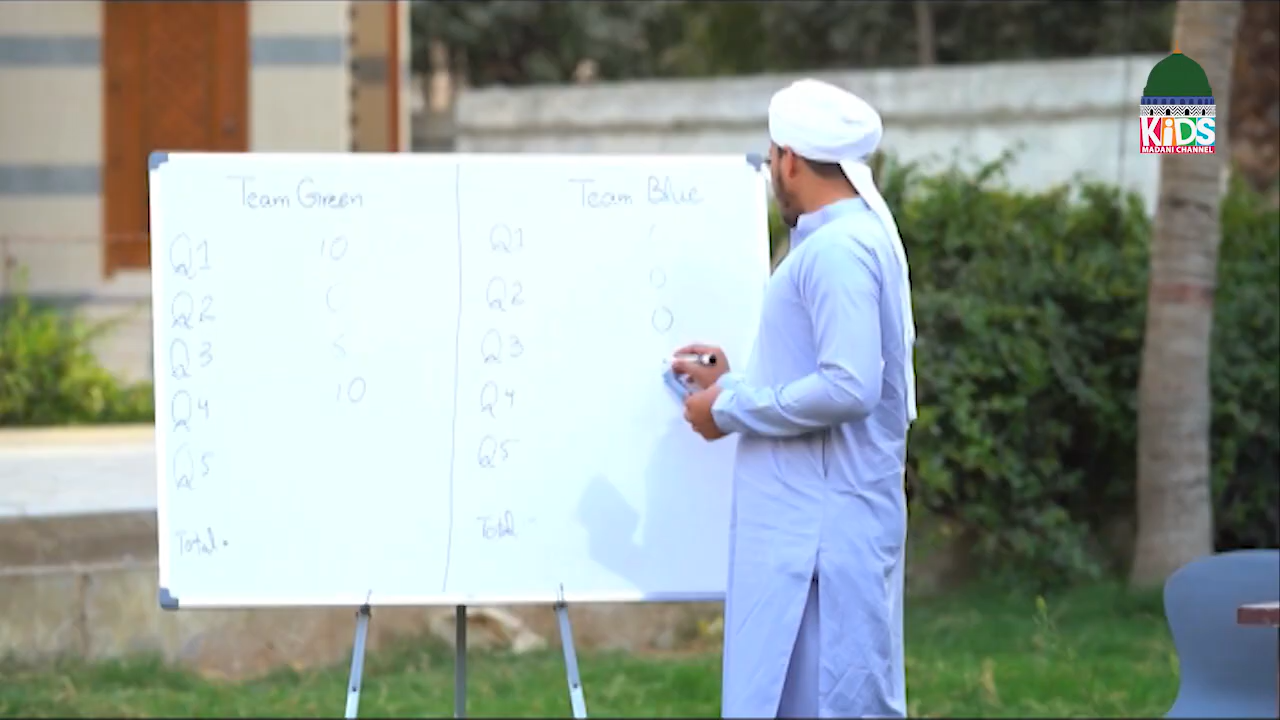 KiDS
MADANI CHANNEL
Team Green
Q1 10
Q2 0
Q3
Q4 10
Q5
Total
Team Blue
Q1
Q2 0
Q3 0
Q4
Q5
Total